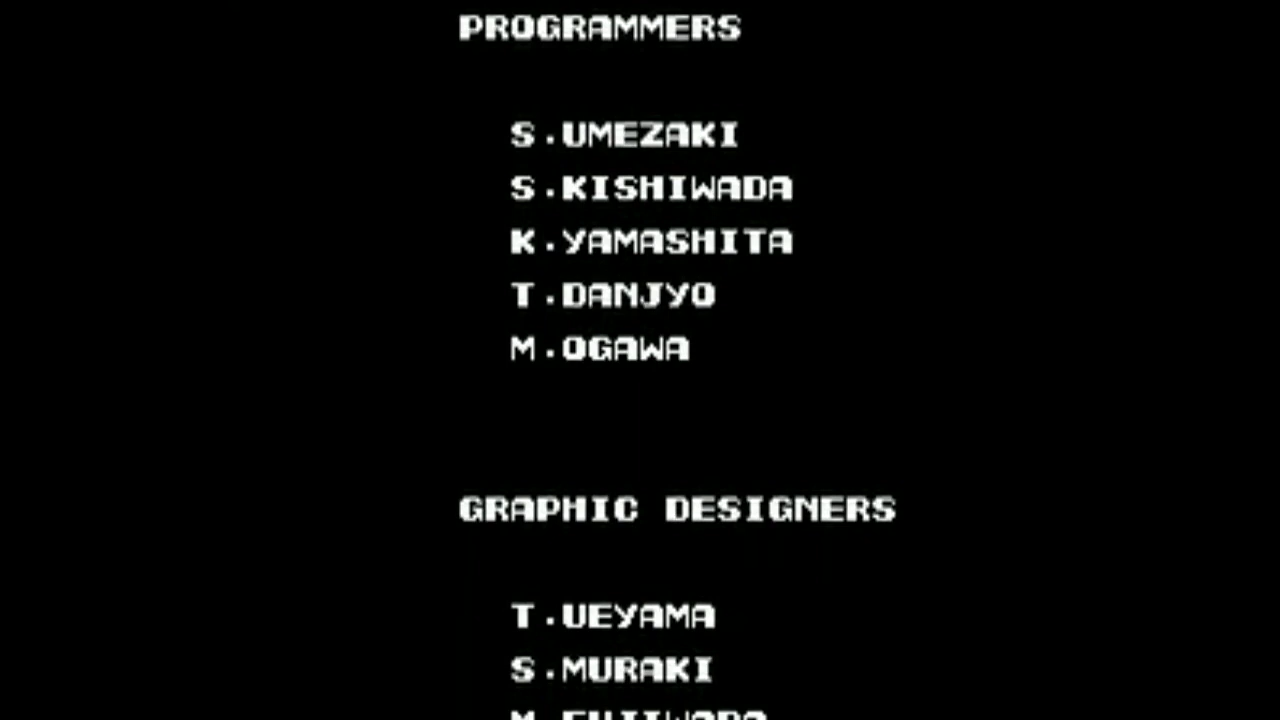 PROGRAMMERS
S.UMEZAKI
S.KISHIWADA
K.YAMASHITA
T.DANJYO
M.OGAWA
GRAPHIC DESIGNERS
T.UEYAMA
S.MURAKI